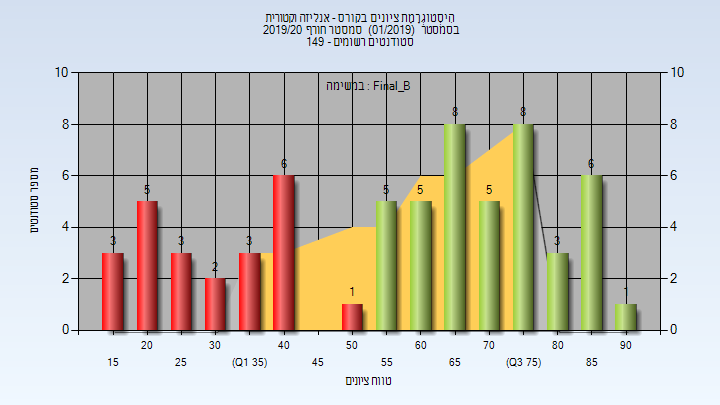 הִיסְטוֹגְרָמַת ציונים בקורס - אנליזה וקטורית
בסמסטר (01/2019) סמסטר חורף 2019/20
סטודנטים רשומים - 149
במשימה : Final_B
מספר סטודנטים
10 10
8 8
6 6
4 4
2 2
0 0
3 5 3 2 3 6 1 5 5 8 5 8 3 6 1
20 30 40 50 60 70 80 90
15 25 (Q1 35) 45 55 65 (Q3 75) 85
טווח ציונים